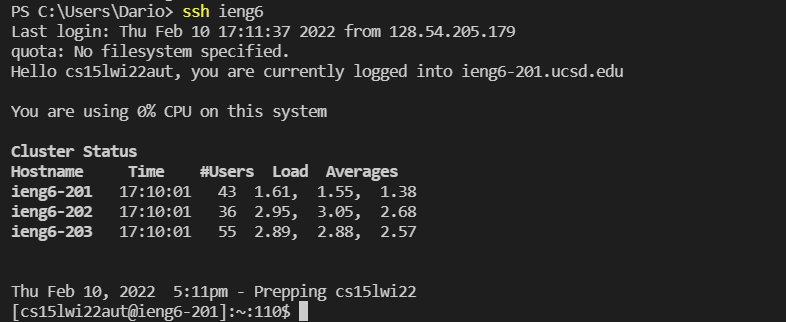 PS C:\Users\Dario> ssh ieng6
Last login: Thu Feb 10 17:11:37 2022 from 128.54.205.179
quota: No filesystem specified.
Hello cs15lwi22aut, you are currently logged into ieng6-201.ucsd.edu
You are using 0% CPU on this system
Cluster Status
Hostname     Time    #Users  Load  Averages
ieng6-201   17:10:01   43  1.61,  1.55,  1.38
ieng6-202   17:10:01   36  2.95,  3.05,  2.68
ieng6-203   17:10:01   55  2.89,  2.88,  2.57
Thu Feb 10, 2022  5:11pm - Prepping cs15lwi22
[cs15lwi22aut@ieng6-201]:~:110$